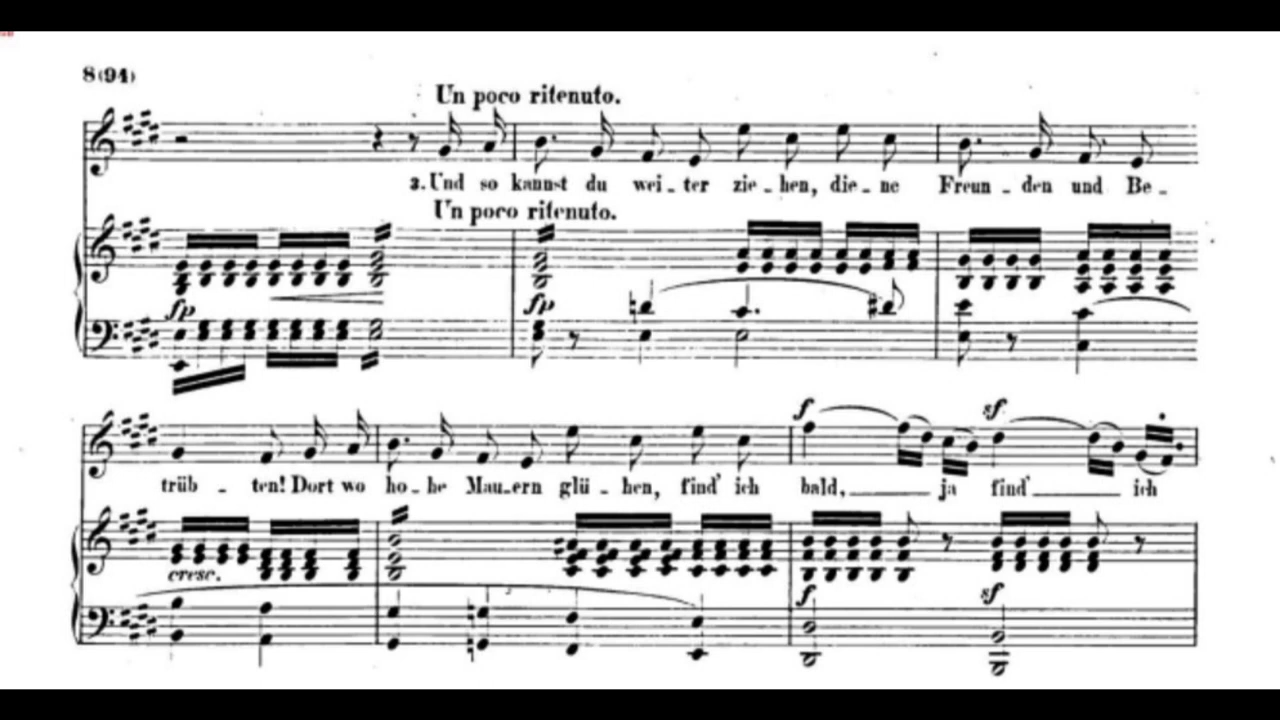 8(94)
Un poco ritenuto.
3. Und so kannst du wei-ter zie-hen, die-ne Freun-den und Be-
Un poco ritenuto.
fp fp
f sf
trüb-ten! Dort wo ho-he Mau-ern glü-hen, find' ich bald, ja find' ich
cresc. f sf